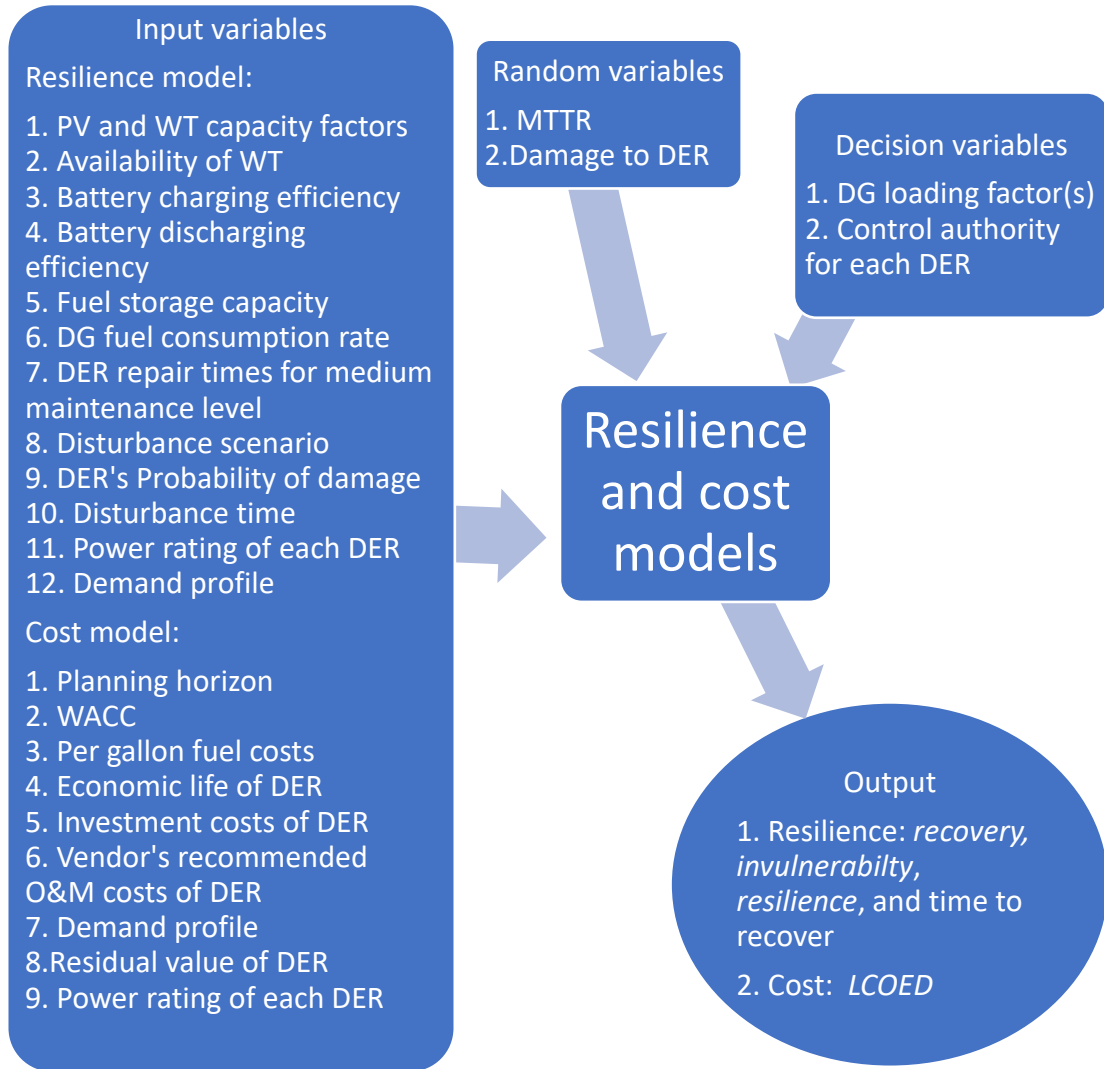 Input variables
Resilience model:
1. PV and WT capacity factors
2. Availability of WT
3. Battery charging efficiency
4. Battery discharging
efficiency
5. Fuel storage capacity
6. DG fuel consumption rate
7. DER repair times for medium
maintenance level
8. Disturbance scenario
9. DER's Probability of damage
10. Disturbance time
11. Power rating of each DER
12. Demand profile
Cost model:
1. Planning horizon
2. WACC
3. Per gallon fuel costs
4. Economic life of DER
5. Investment costs of DER
6. Vendor's recommended
O&M costs of DER
7. Demand profile
8.Residual value of DER
9. Power rating of each DER
Random variables
1. MTTR
2.Damage to DER
Decision variables
1. DG loading factor(s)
2. Control authority
for each DER
Resilience
and cost
models
Output
1. Resilience: recovery,
invulnerabilty,
resilience, and time to
recover
2. Cost: LCOED